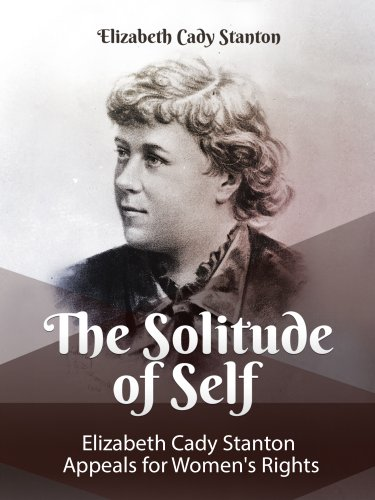 Elizabeth Cady Stanton
The Solitude
of Self
Elizabeth Cady Stanton
Appeals for Women's Rights